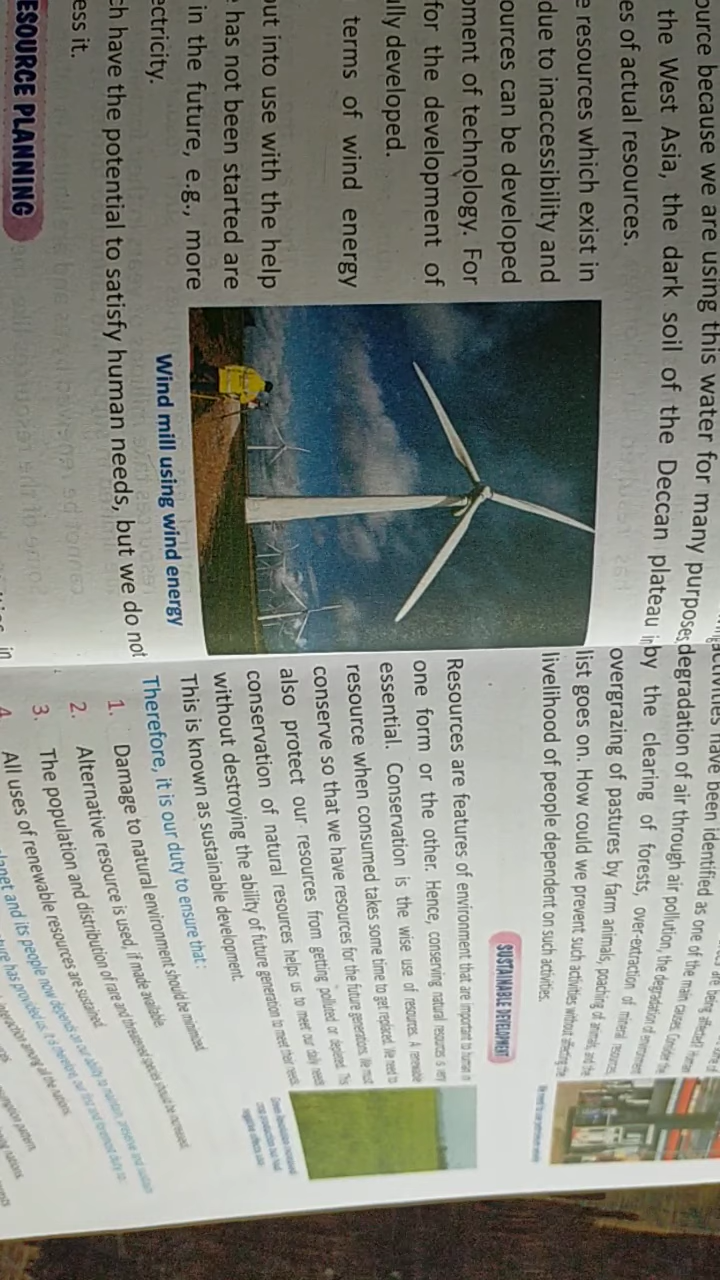 ource because we are using this water for many purposes
the West Asia, the dark soil of the Deccan plateau in
es of actual resources.
e resources which exist in
due to inaccessibility and
ources can be developed
pment of technology. For
for the development of
lly developed.
terms of wind energy
out into use with the help
e has not been started are
in the future, e.g., more
ectricity.
ch have the potential to satisfy human needs, but we do not
ess it.
ESOURCE PLANNING
Wind mill using wind energy
activities have been identified as one of the main causes. Consider the
degradation of air through air pollution, the degradation of environment
by the clearing of forests, over-extraction of mineral resources,
overgrazing of pastures by farm animals, poaching of animals, and the
list goes on. How could we prevent such activities without affecting the
livelihood of people dependent on such activities.
SUSTAINABLE DEVELOPMENT
Resources are features of environment that are important to human in
one form or the other. Hence, conserving natural resources is very
essential. Conservation is the wise use of resources. A renewable
resource when consumed takes some time to get replaced. We need to
conserve so that we have resources for the future generations. We must
also protect our resources from getting polluted or depleted. This
conservation of natural resources helps us to meet our daily needs
without destroying the ability of future generation to meet their needs.
This is known as sustainable development.
Therefore, it is our duty to ensure that:
1. Damage to natural environment should be minimized.
2. Alternative resource is used, if made available.
3. The population and distribution of rare and threatened species should be increased.
4. All uses of renewable resources are sustained.